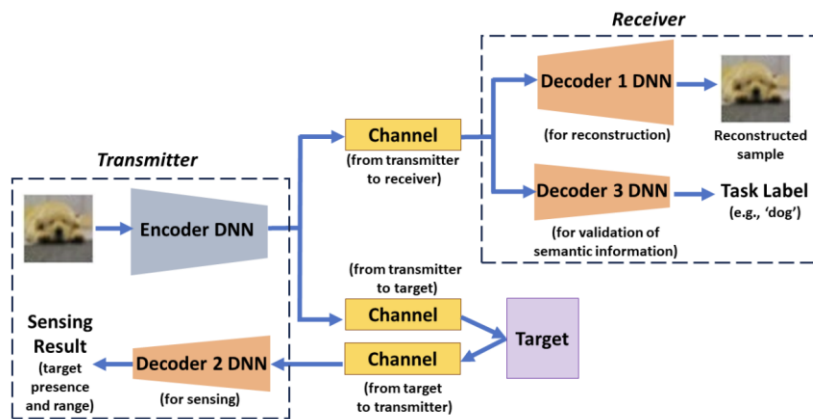 Receiver
Decoder 1 DNN
(for reconstruction)
Reconstructed
sample
Channel
(from transmitter
to receiver)
Decoder 3 DNN
(for validation of
semantic information)
Task Label
(e.g., 'dog')
Transmitter
Encoder DNN
(from transmitter
to target)
Channel
Target
Channel
(from target
to transmitter)
Decoder 2 DNN
(for sensing)
Sensing
Result
(target
presence
and range)